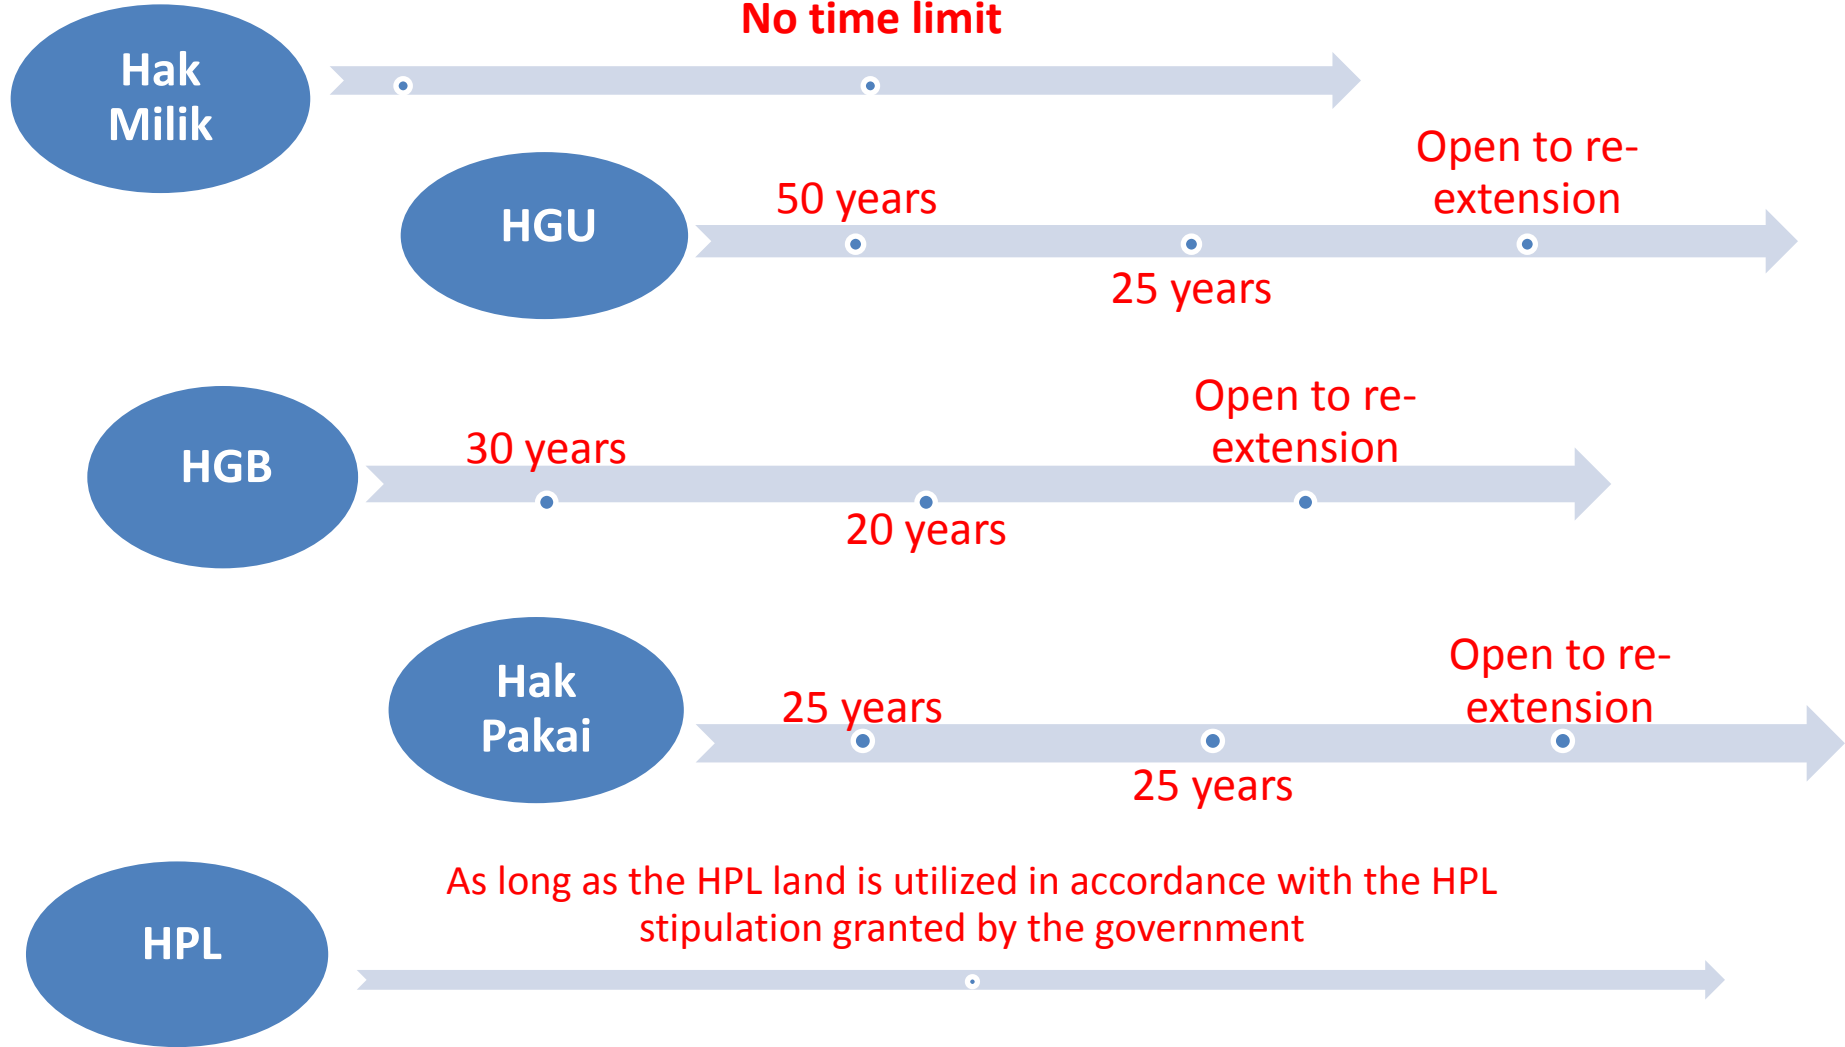 No time limit
Hak
Milik
Open to re-
extension
50 years
HGU
25 years
Open to re-
extension
30 years
HGB
20 years
Open to re-
extension
Hak
Pakai
25 years
25 years
As long as the HPL land is utilized in accordance with the HPL
stipulation granted by the government
HPL